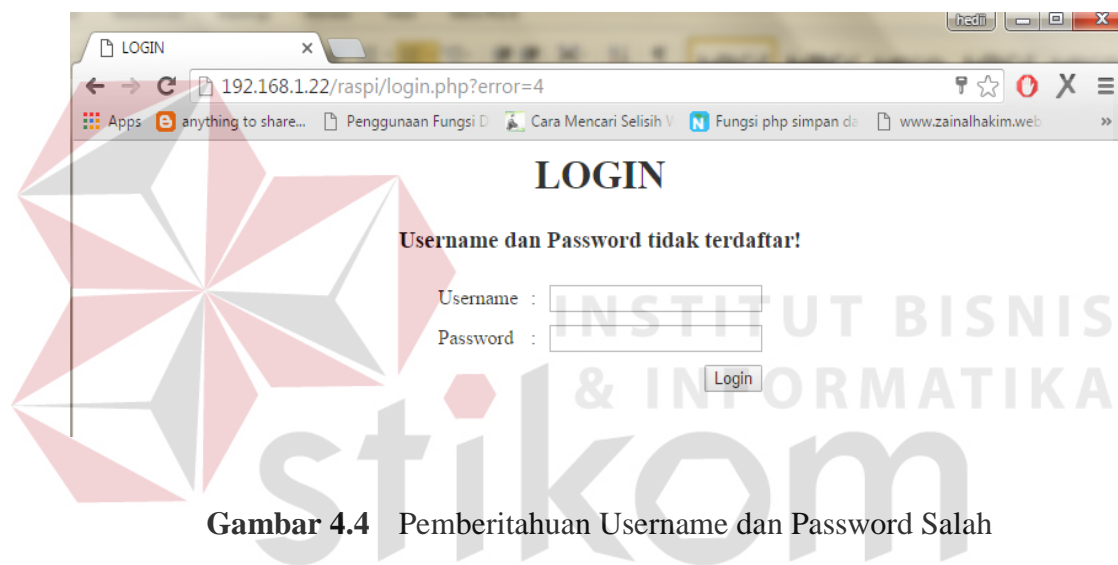 hedii
LOGIN
192.168.1.22/raspi/login.php?error=4
Apps anything to share... Penggunaan Fungsi D Cara Mencari Selisih W Fungsi php simpan da www.zainalhakim.web
LOGIN
Username dan Password tidak terdaftar!
Username :
Password :
Login
INSTITUT BISNIS
& INFORMATIKA
stikom
Gambar 4.4 Pemberitahuan Username dan Password Salah